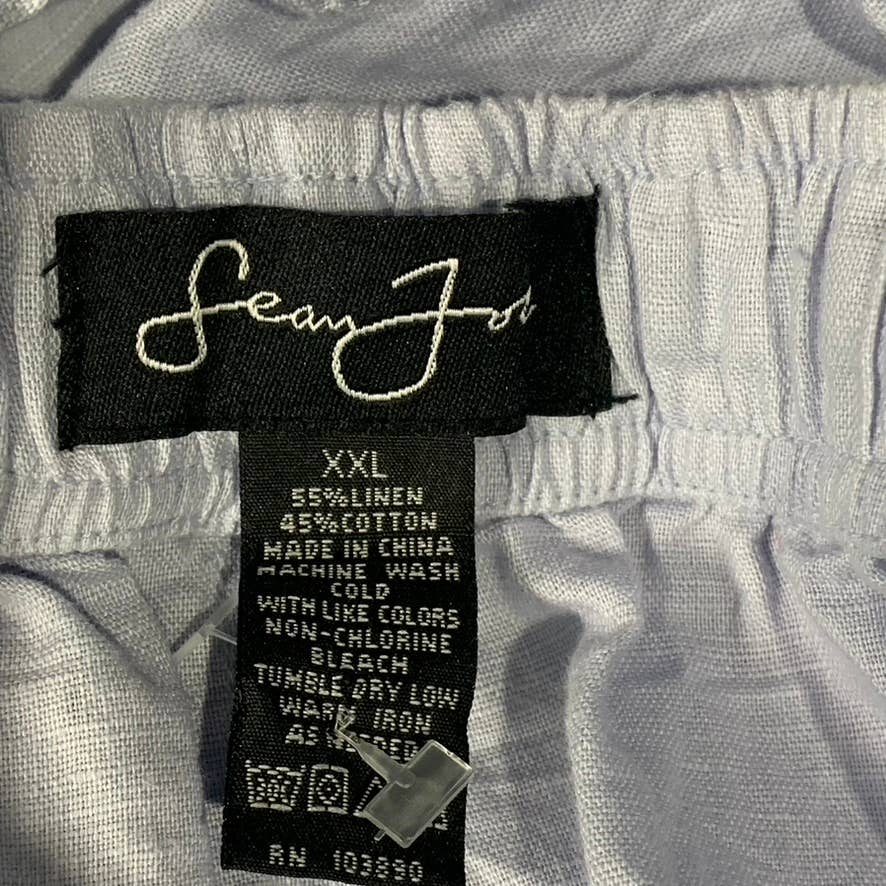 Sean Joh
XXL
55%LINEN
45%COTTON
MADE IN CHINA
MACHINE WASH
COLD
WITH LIKE COLORS
NON-CHLORINE
BLEACH
TUMBLE DRY LOW
WARM IRON
AS NEEDED
RN 103890